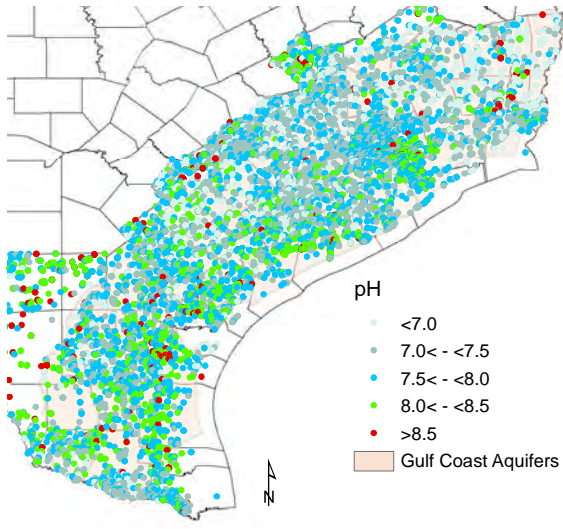 pH
<7.0
7.0< - <7.5
7.5< - <8.0
8.0< - <8.5
>8.5
Gulf Coast Aquifers
N